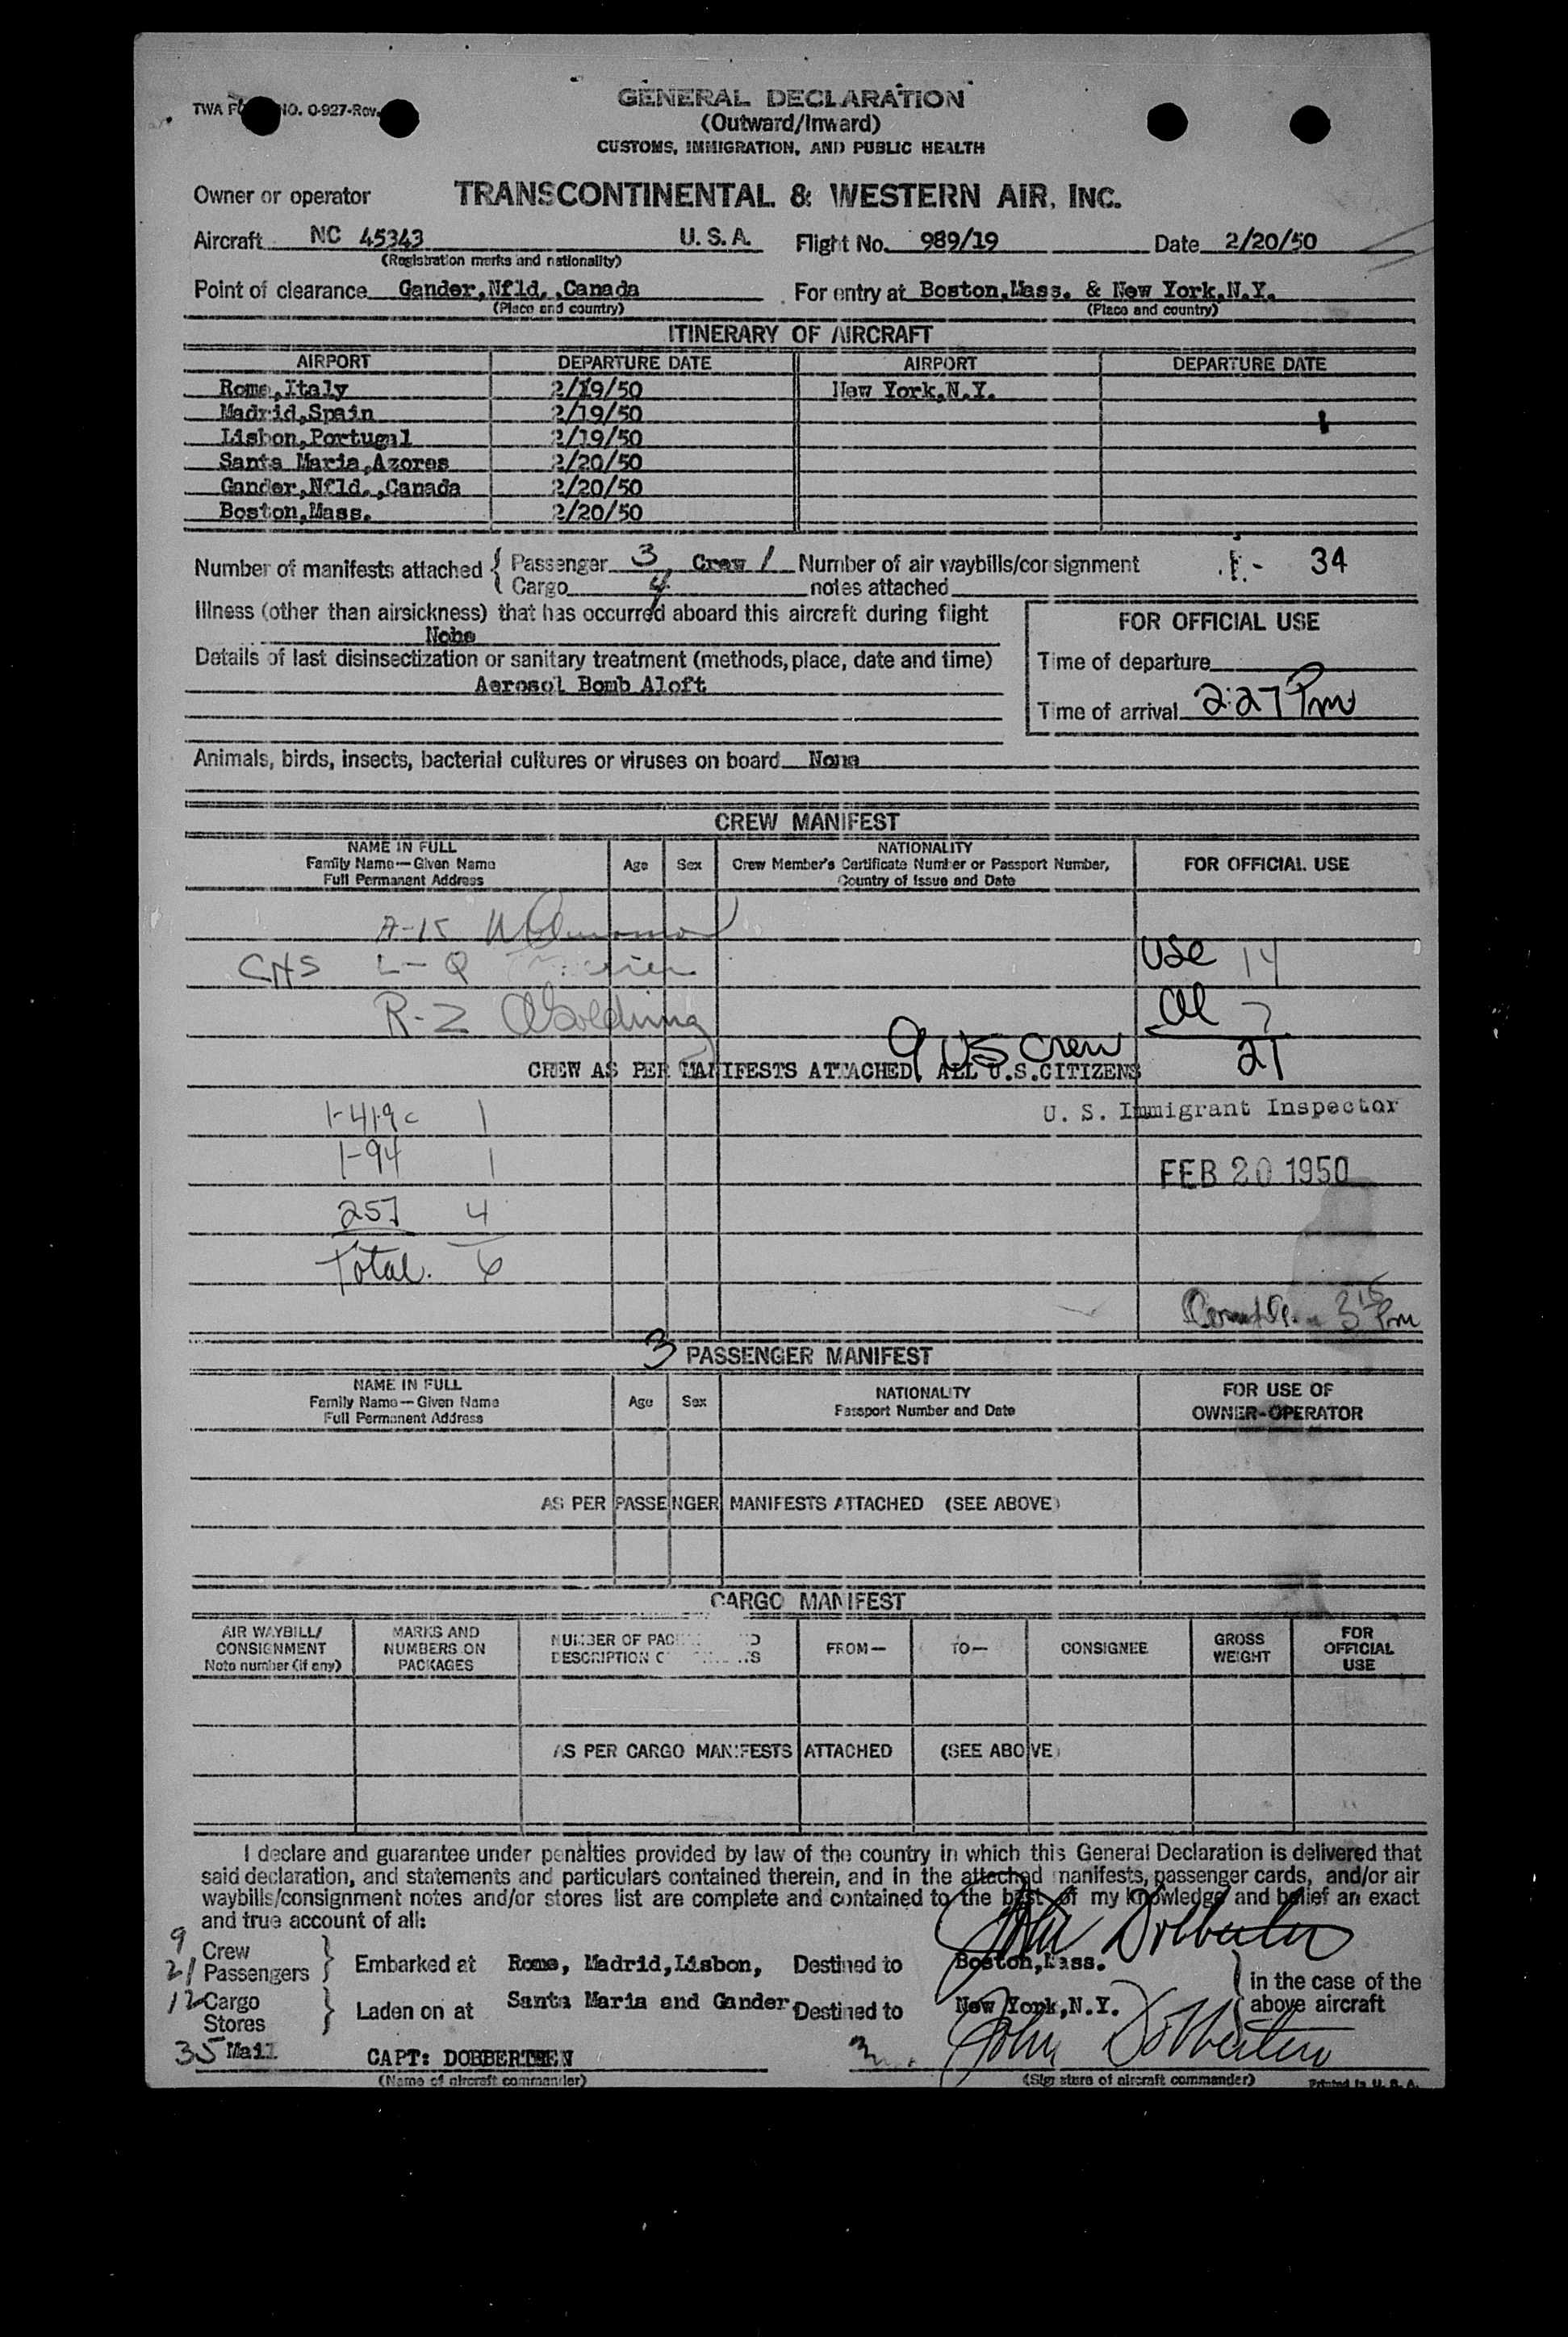 TWA F NO. O-927-Rev.
GENERAL DECLARATION
(Outward/Inward)
CUSTOMS, IMMIGRATION, AND PUBLIC HEALTH
Owner or operator TRANSCONTINENTAL & WESTERN AIR, INC.
Aircraft NC 45343 U. S. A. Flight No. 989/19 Date 2/20/50
(Registration marks and nationality)
Point of clearance Gander,Nfld.,Canada For entry at Boston,Mass. & New York,N.Y.
(Place and country) (Place and country)
ITINERARY OF AIRCRAFT
AIRPORT DEPARTURE DATE AIRPORT DEPARTURE DATE
Rome,Italy 2/19/50 New York,N.Y.
Madrid,Spain 2/19/50
Lisbon,Portugal 2/19/50
Santa Maria,Azores 2/20/50
Gander,Nfld.,Canada 2/20/50
Boston,Mass. 2/20/50
Number of manifests attached { Passenger 3 Crew 1 Number of air waybills/consignment 34
Cargo 4 notes attached
Illness (other than airsickness) that has occurred aboard this aircraft during flight
None
FOR OFFICIAL USE
Details of last disinsectization or sanitary treatment (methods, place, date and time)
Aerosol Bomb Aloft
Time of departure
Time of arrival 2:27 Pm
Animals, birds, insects, bacterial cultures or viruses on board None
CREW MANIFEST
NAME IN FULL
Family Name—Given Name
Full Permanent Address
Age Sex
NATIONALITY
Crew Member's Certificate Number or Passport Number,
Country of Issue and Date
FOR OFFICIAL USE
A-15
CHS L-Q USC 14
R-Z Golding al 7
9 US Crew 21
CREW AS PER MANIFESTS ATTACHED, ALL U.S.CITIZENS
1-419c 1 U. S. Immigrant Inspector
1-94 1 FEB 20 1950
257 4
Total. 6
3 15 Pm
3 PASSENGER MANIFEST
NAME IN FULL
Family Name—Given Name
Full Permanent Address
Age Sex
NATIONALITY
Passport Number and Date
FOR USE OF
OWNER-OPERATOR
AS PER PASSENGER MANIFESTS ATTACHED (SEE ABOVE)
CARGO MANIFEST
AIR WAYBILL/
CONSIGNMENT
Note number (if any)
MARKS AND
NUMBERS ON
PACKAGES
NUMBER OF PAC D
DESCRIPTION O TS
FROM—
TO—
CONSIGNEE
GROSS
WEIGHT
FOR
OFFICIAL
USE
AS PER CARGO MANIFESTS ATTACHED (SEE ABOVE)
I declare and guarantee under penalties provided by law of the country in which this General Declaration is delivered that
said declaration, and statements and particulars contained therein, and in the attached manifests, passenger cards, and/or air
waybills/consignment notes and/or stores list are complete and contained to the best of my knowledge and belief an exact
and true account of all:
John Dobberten
9 Crew
21 Passengers } Embarked at Rome, Madrid,Lisbon, Destined to Boston,Mass.
12 Cargo
Stores } Laden on at Santa Maria and Gander. Destined to New York,N.Y.
} in the case of the
above aircraft
35 Mail CAPT: DOBBERTEEN John Dobberteen
(Name of aircraft commander) (Signature of aircraft commander) Printed in U. S. A.